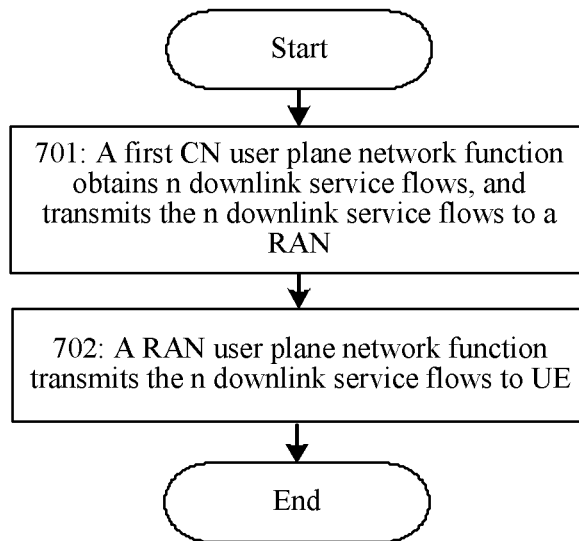 Start
701: A first CN user plane network function
obtains n downlink service flows, and
transmits the n downlink service flows to a
RAN
702: A RAN user plane network function
transmits the n downlink service flows to UE
End